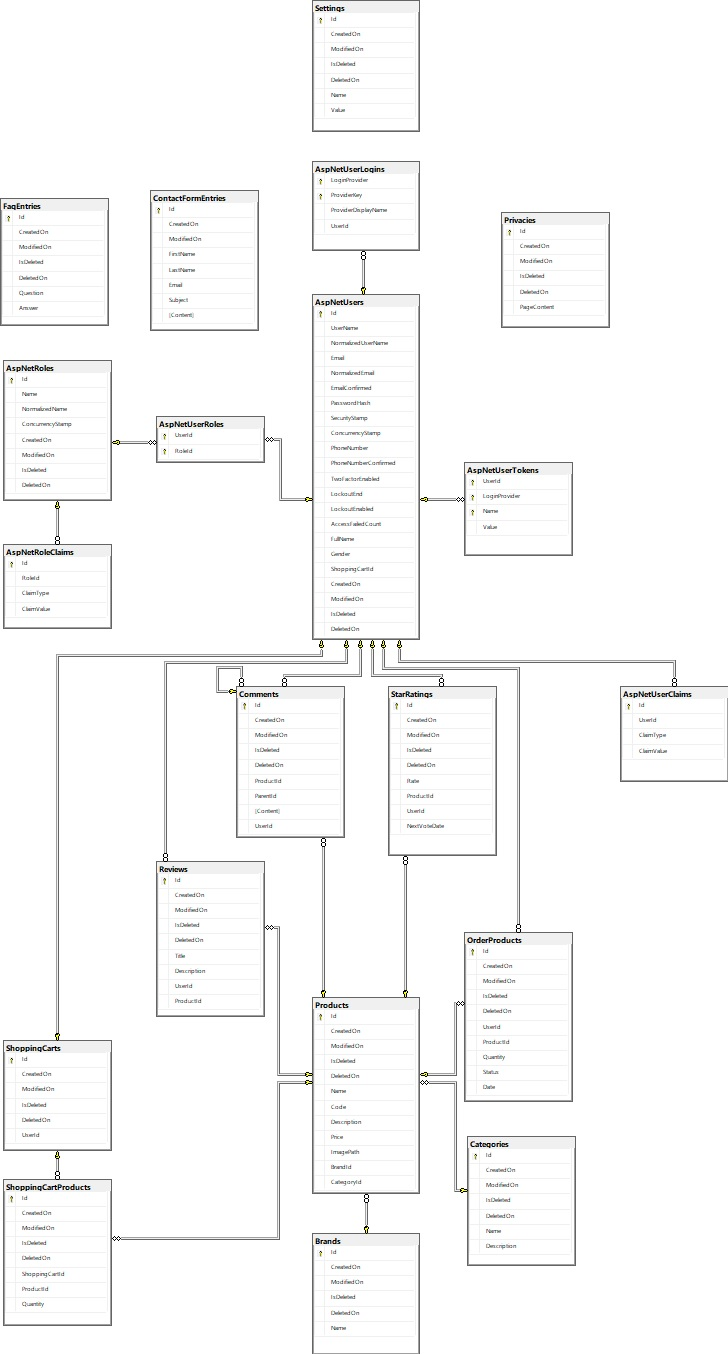 Settings
Id
CreatedOn
ModifiedOn
IsDeleted
DeletedOn
Name
Value
AspNetUserLogins
LoginProvider
ProviderKey
ProviderDisplayName
UserId
FaqEntries
Id
CreatedOn
ModifiedOn
IsDeleted
DeletedOn
Question
Answer
ContactFormEntries
Id
CreatedOn
ModifiedOn
FirstName
LastName
Email
Subject
[Content]
Privacies
Id
CreatedOn
ModifiedOn
IsDeleted
DeletedOn
PageContent
AspNetUsers
Id
UserName
NormalizedUserName
Email
NormalizedEmail
EmailConfirmed
PasswordHash
SecurityStamp
ConcurrencyStamp
PhoneNumber
PhoneNumberConfirmed
TwoFactorEnabled
LockoutEnd
LockoutEnabled
AccessFailedCount
FullName
Gender
ShoppingCartId
CreatedOn
ModifiedOn
IsDeleted
DeletedOn
AspNetRoles
Id
Name
NormalizedName
ConcurrencyStamp
CreatedOn
ModifiedOn
IsDeleted
DeletedOn
AspNetUserRoles
UserId
RoleId
AspNetUserTokens
UserId
LoginProvider
Name
Value
AspNetRoleClaims
Id
RoleId
ClaimType
ClaimValue
Comments
Id
CreatedOn
ModifiedOn
IsDeleted
DeletedOn
ProductId
ParentId
[Content]
UserId
StarRatings
Id
CreatedOn
ModifiedOn
IsDeleted
DeletedOn
Rate
ProductId
UserId
NextVoteDate
AspNetUserClaims
Id
UserId
ClaimType
ClaimValue
Reviews
Id
CreatedOn
ModifiedOn
IsDeleted
DeletedOn
Title
Description
UserId
ProductId
OrderProducts
Id
CreatedOn
ModifiedOn
IsDeleted
DeletedOn
UserId
ProductId
Quantity
Status
Date
Products
Id
CreatedOn
ModifiedOn
IsDeleted
DeletedOn
Name
Code
Description
Price
ImagePath
BrandId
CategoryId
ShoppingCarts
Id
CreatedOn
ModifiedOn
IsDeleted
DeletedOn
UserId
Categories
Id
CreatedOn
ModifiedOn
IsDeleted
DeletedOn
Name
Description
ShoppingCartProducts
Id
CreatedOn
ModifiedOn
IsDeleted
DeletedOn
ShoppingCartId
ProductId
Quantity
Brands
Id
CreatedOn
ModifiedOn
IsDeleted
DeletedOn
Name